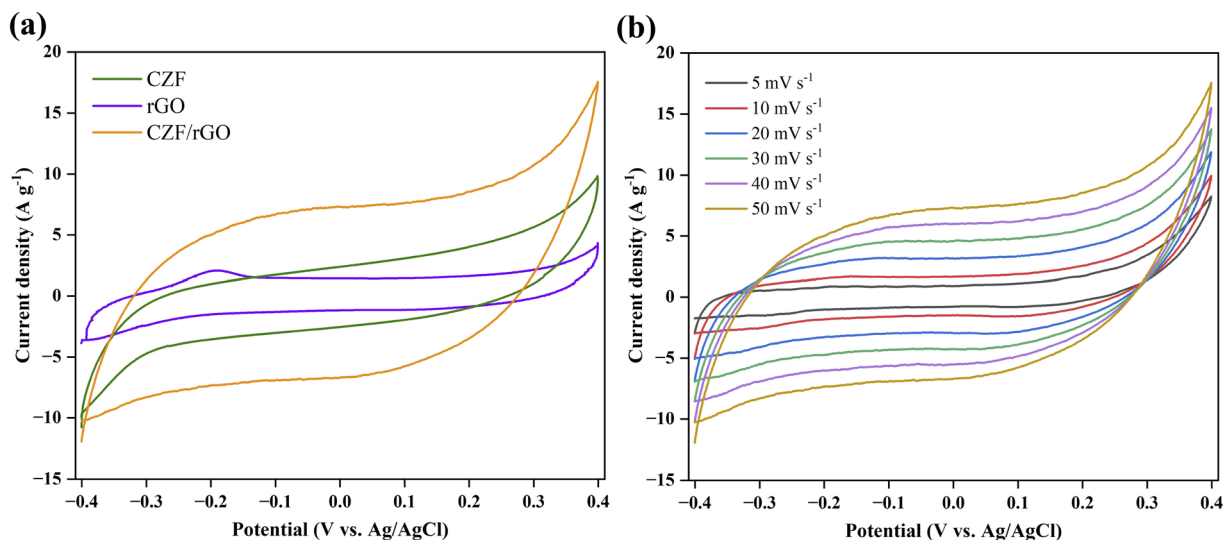 (a)
20
15
10
5
0
−5
−10
−15
−0.4 −0.3 −0.2 −0.1 0.0 0.1 0.2 0.3 0.4
Current density (A g⁻¹)
Potential (V vs. Ag/AgCl)
CZF
rGO
CZF/rGO
(b)
20
15
10
5
0
−5
−10
−15
−0.4 −0.3 −0.2 −0.1 0.0 0.1 0.2 0.3 0.4
Current density (A g⁻¹)
Potential (V vs. Ag/AgCl)
5 mV s⁻¹
10 mV s⁻¹
20 mV s⁻¹
30 mV s⁻¹
40 mV s⁻¹
50 mV s⁻¹